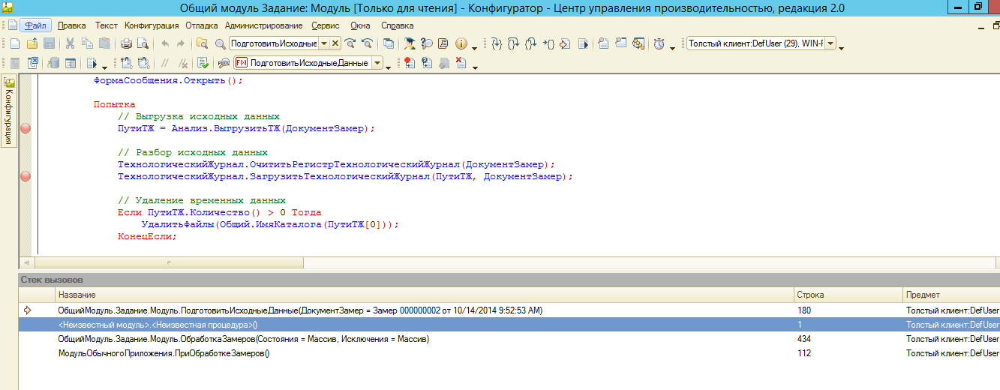 Общий модуль Задание: Модуль [Только для чтения] - Конфигуратор - Центр управления производительностью, редакция 2.0
Файл Правка Текст Конфигурация Отладка Администрирование Сервис Окна Справка
ПодготовитьИсходные Толстый клиент:DefUser (29), WIN-F
ПодготовитьИсходныеДанные
Конфигурация
ФормаСообщения.Открыть();
Попытка
// Выгрузка исходных данных
ПутиТЖ = Анализ.ВыгрузитьТЖ(ДокументЗамер);
// Разбор исходных данных
ТехнологическийЖурнал.ОчититьРегистрТехнологическийЖурнал(ДокументЗамер);
ТехнологическийЖурнал.ЗагрузитьТехнологическийЖурнал(ПутиТЖ, ДокументЗамер);
// Удаление временных данных
Если ПутиТЖ.Количество() > 0 Тогда
УдалитьФайлы(Общий.ИмяКаталога(ПутиТЖ[0]));
КонецЕсли;
Стек вызовов
Название Строка Предмет
ОбщийМодуль.Задание.Модуль.ПодготовитьИсходныеДанные(ДокументЗамер = Замер 000000002 от 10/14/2014 9:52:53 AM) 180 Толстый клиент:DefUser
<Неизвестный модуль>.<Неизвестная процедура>() 1 Толстый клиент:DefUser
ОбщийМодуль.Задание.Модуль.ОбработкаЗамеров(Состояния = Массив, Исключения = Массив) 434 Толстый клиент:DefUser
МодульОбычногоПриложения.ПриОбработкеЗамеров() 112 Толстый клиент:DefUser